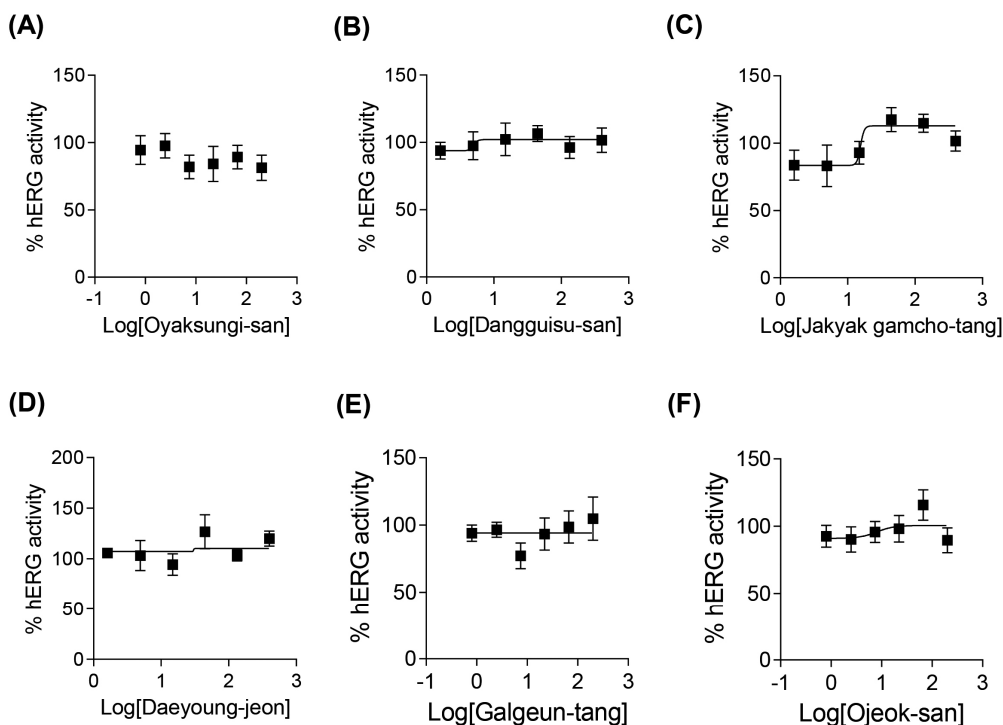 (A)
150
100
50
0
% hERG activity
-1 0 1 2 3
Log[Oyaksungi-san]
(B)
150
100
50
0
% hERG activity
0 1 2 3
Log[Dangguisu-san]
(C)
150
100
50
0
% hERG activity
0 1 2 3
Log[Jakyak gamcho-tang]
(D)
200
150
100
50
0
% hERG activity
0 1 2 3
Log[Daeyoung-jeon]
(E)
150
100
50
0
% hERG activity
-1 0 1 2 3
Log[Galgeun-tang]
(F)
150
100
50
0
% hERG activity
-1 0 1 2 3
Log[Ojeok-san]